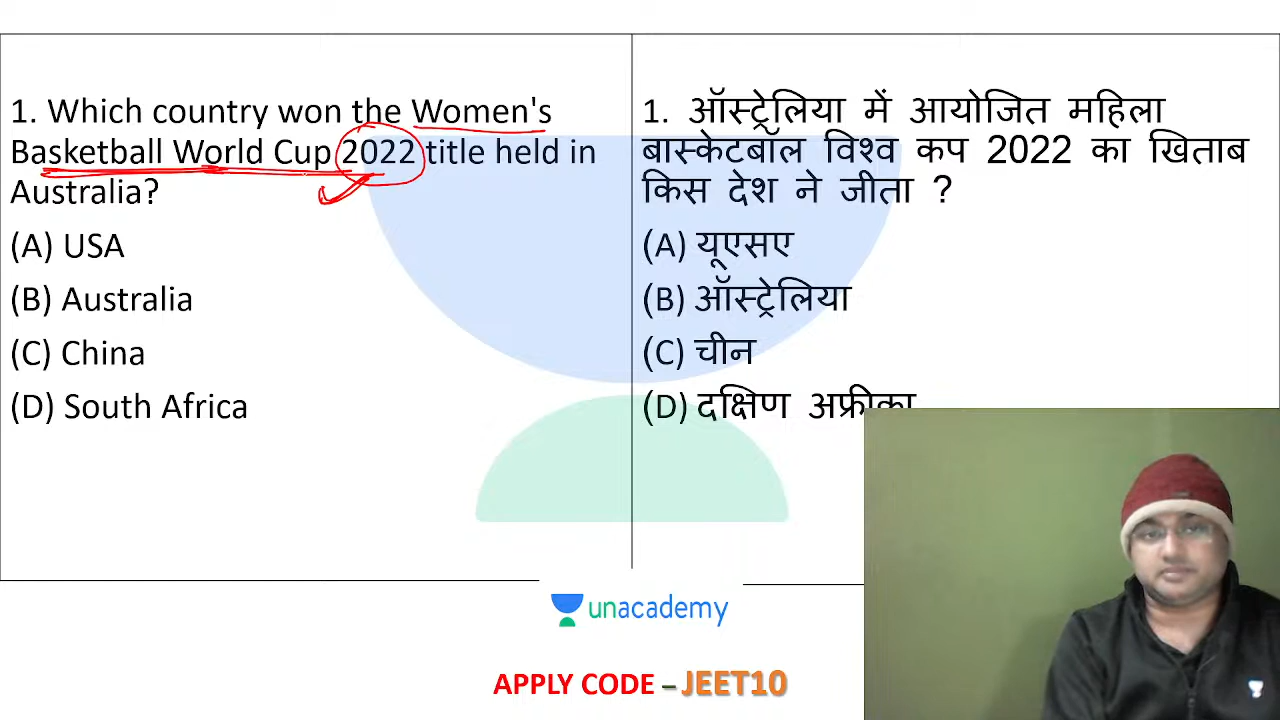 1. Which country won the Women's
Basketball World Cup 2022 title held in
Australia?
(A) USA
(B) Australia
(C) China
(D) South Africa
1. ऑस्ट्रेलिया में आयोजित महिला
बास्केटबॉल विश्व कप 2022 का खिताब
किस देश ने जीता ?
(A) यूएसए
(B) ऑस्ट्रेलिया
(C) चीन
(D) दक्षिण अफ्रीका
unacademy
APPLY CODE – JEET10